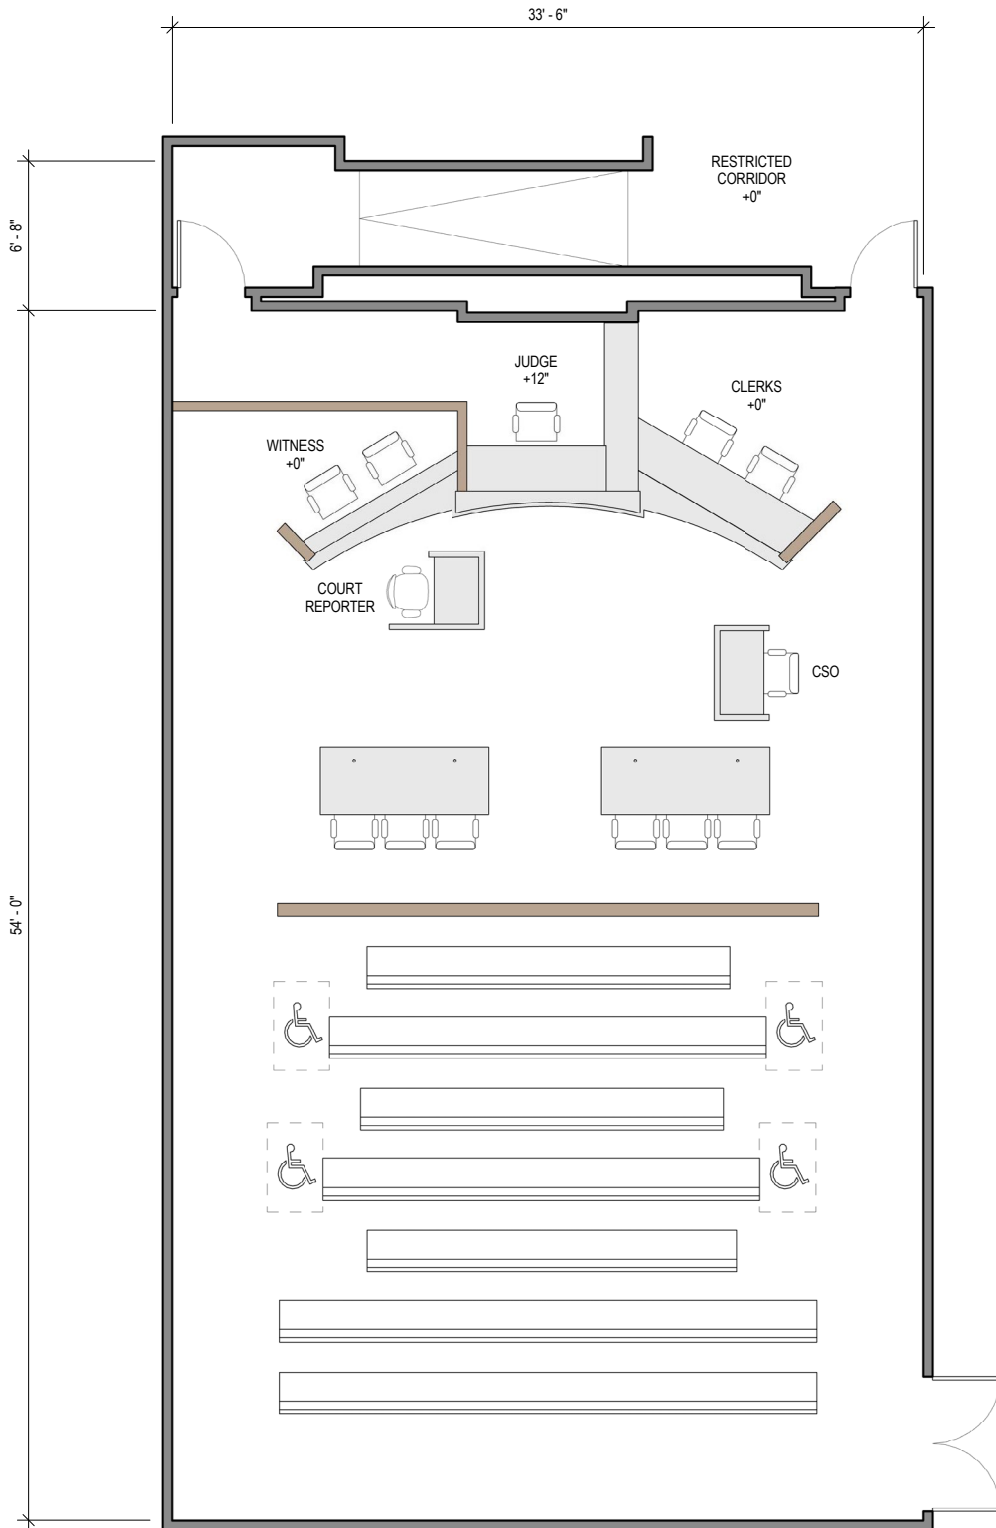 33' - 6"
RESTRICTED
CORRIDOR
+0"
6' - 8"
JUDGE
+12"
CLERKS
+0"
WITNESS
+0"
COURT
REPORTER
CSO
54' - 0"